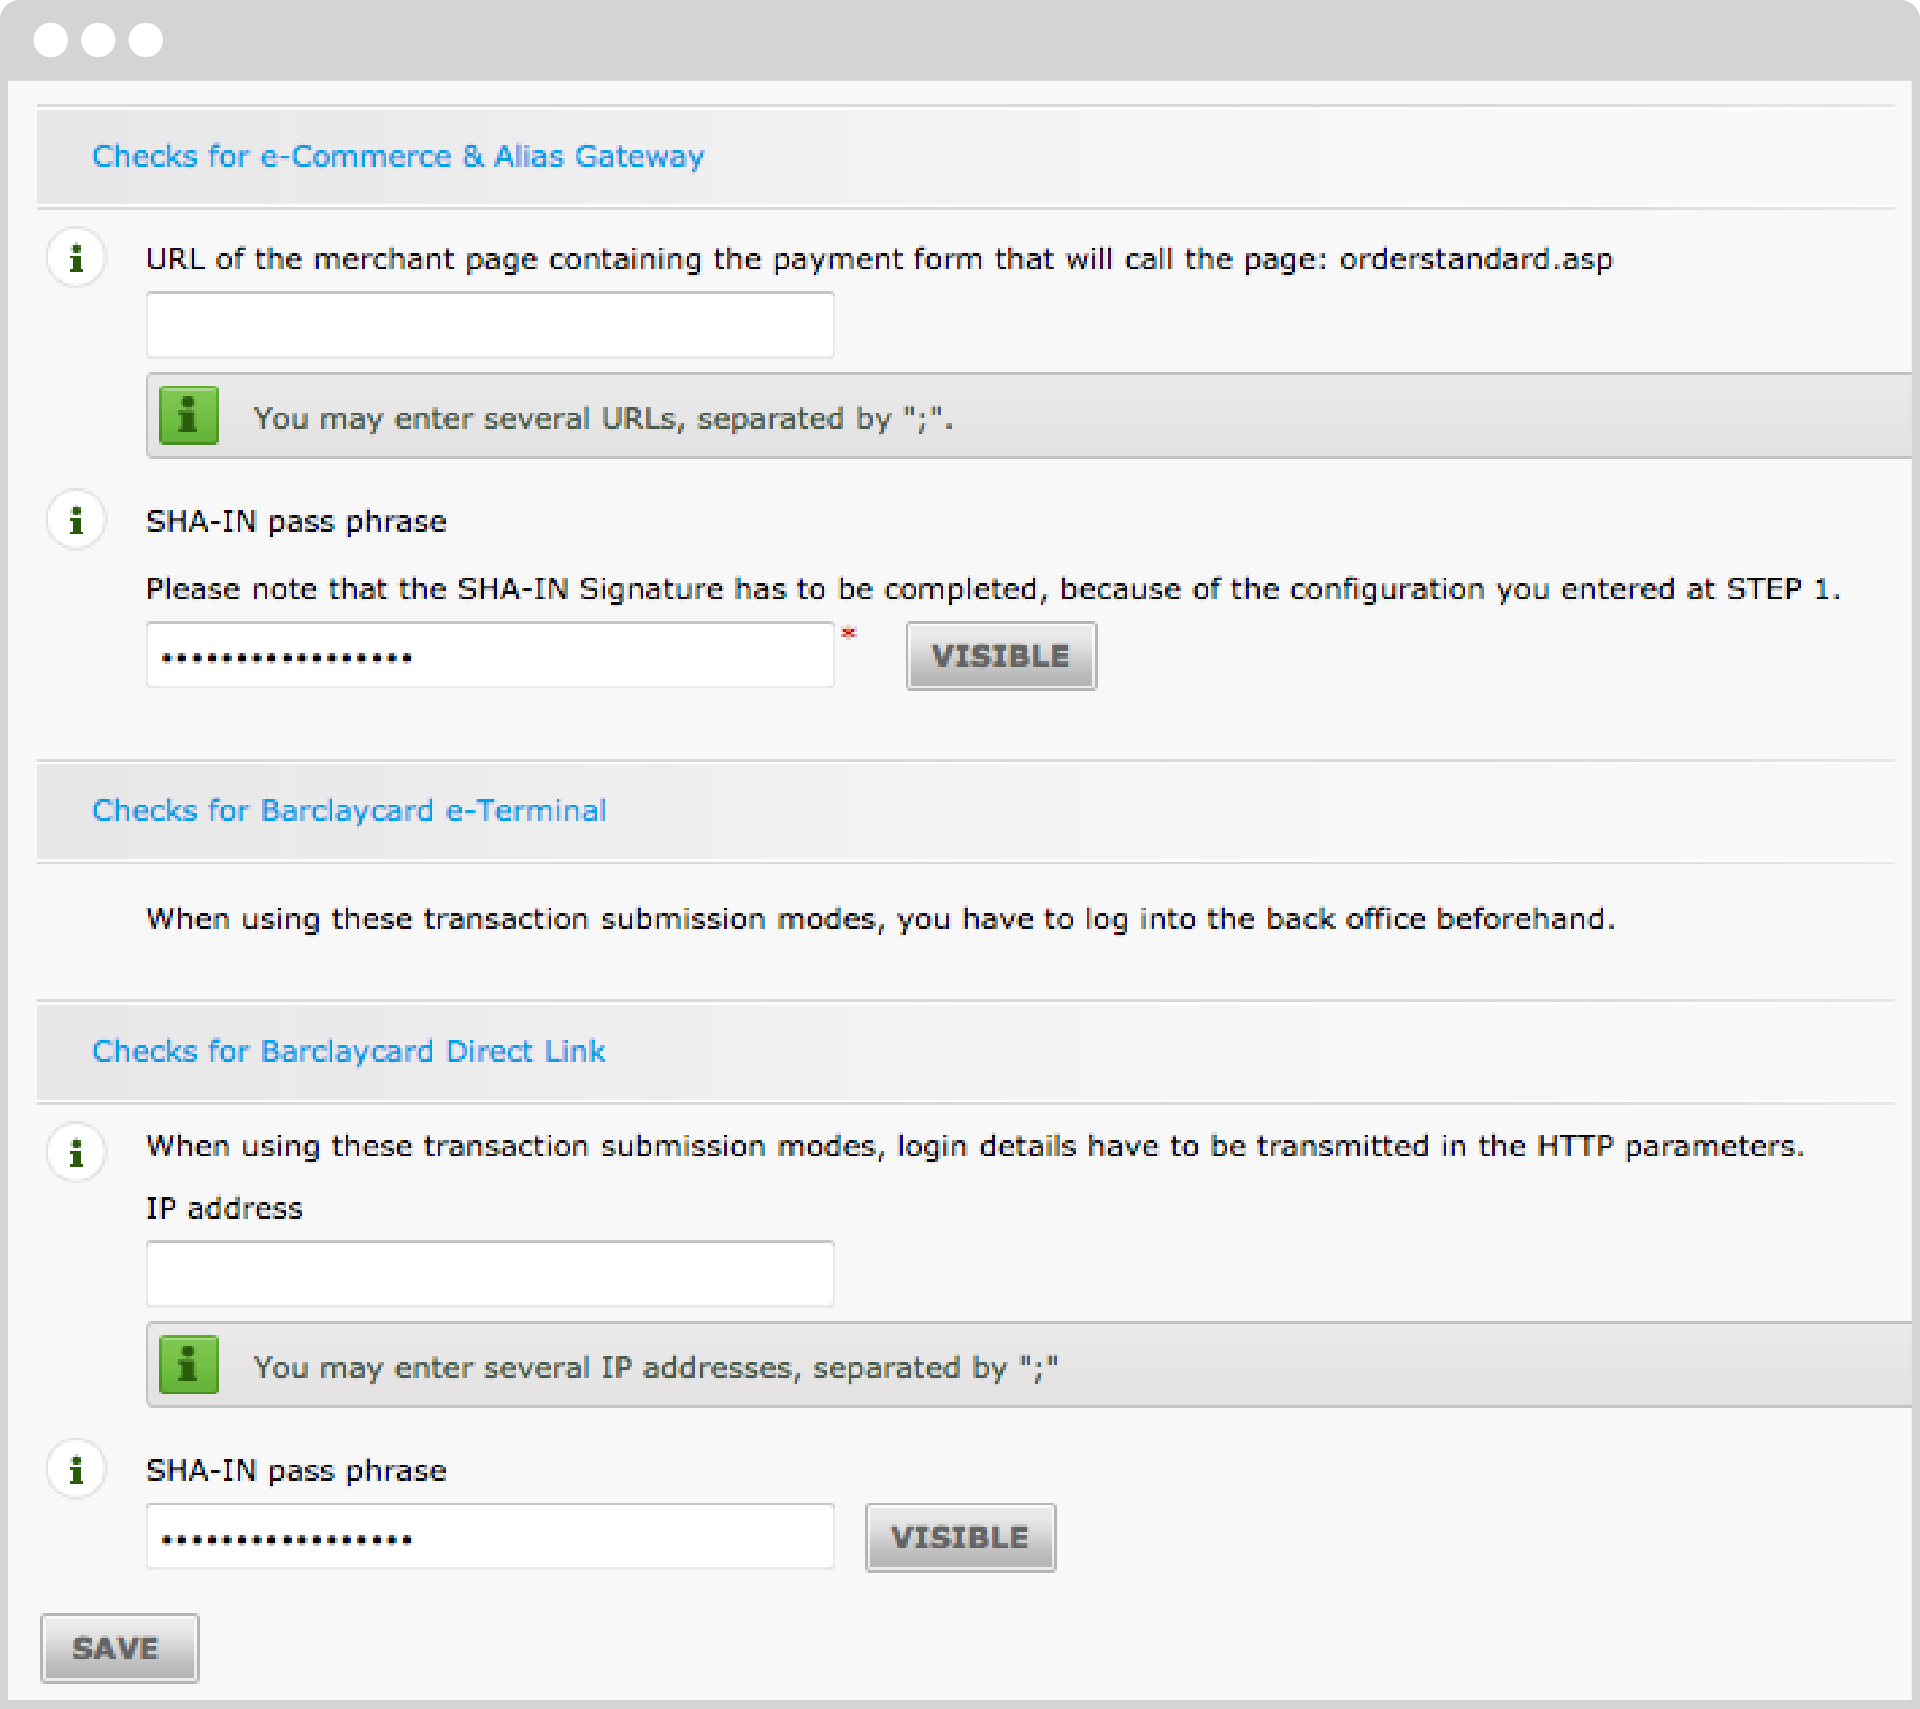 Checks for e-Commerce & Alias Gateway
URL of the merchant page containing the payment form that will call the page: orderstandard.asp
You may enter several URLs, separated by ";".
SHA-IN pass phrase
Please note that the SHA-IN Signature has to be completed, because of the configuration you entered at STEP 1.
••••••••••••••••• * VISIBLE
Checks for Barclaycard e-Terminal
When using these transaction submission modes, you have to log into the back office beforehand.
Checks for Barclaycard Direct Link
When using these transaction submission modes, login details have to be transmitted in the HTTP parameters.
IP address
You may enter several IP addresses, separated by ";"
SHA-IN pass phrase
••••••••••••••••• VISIBLE
SAVE